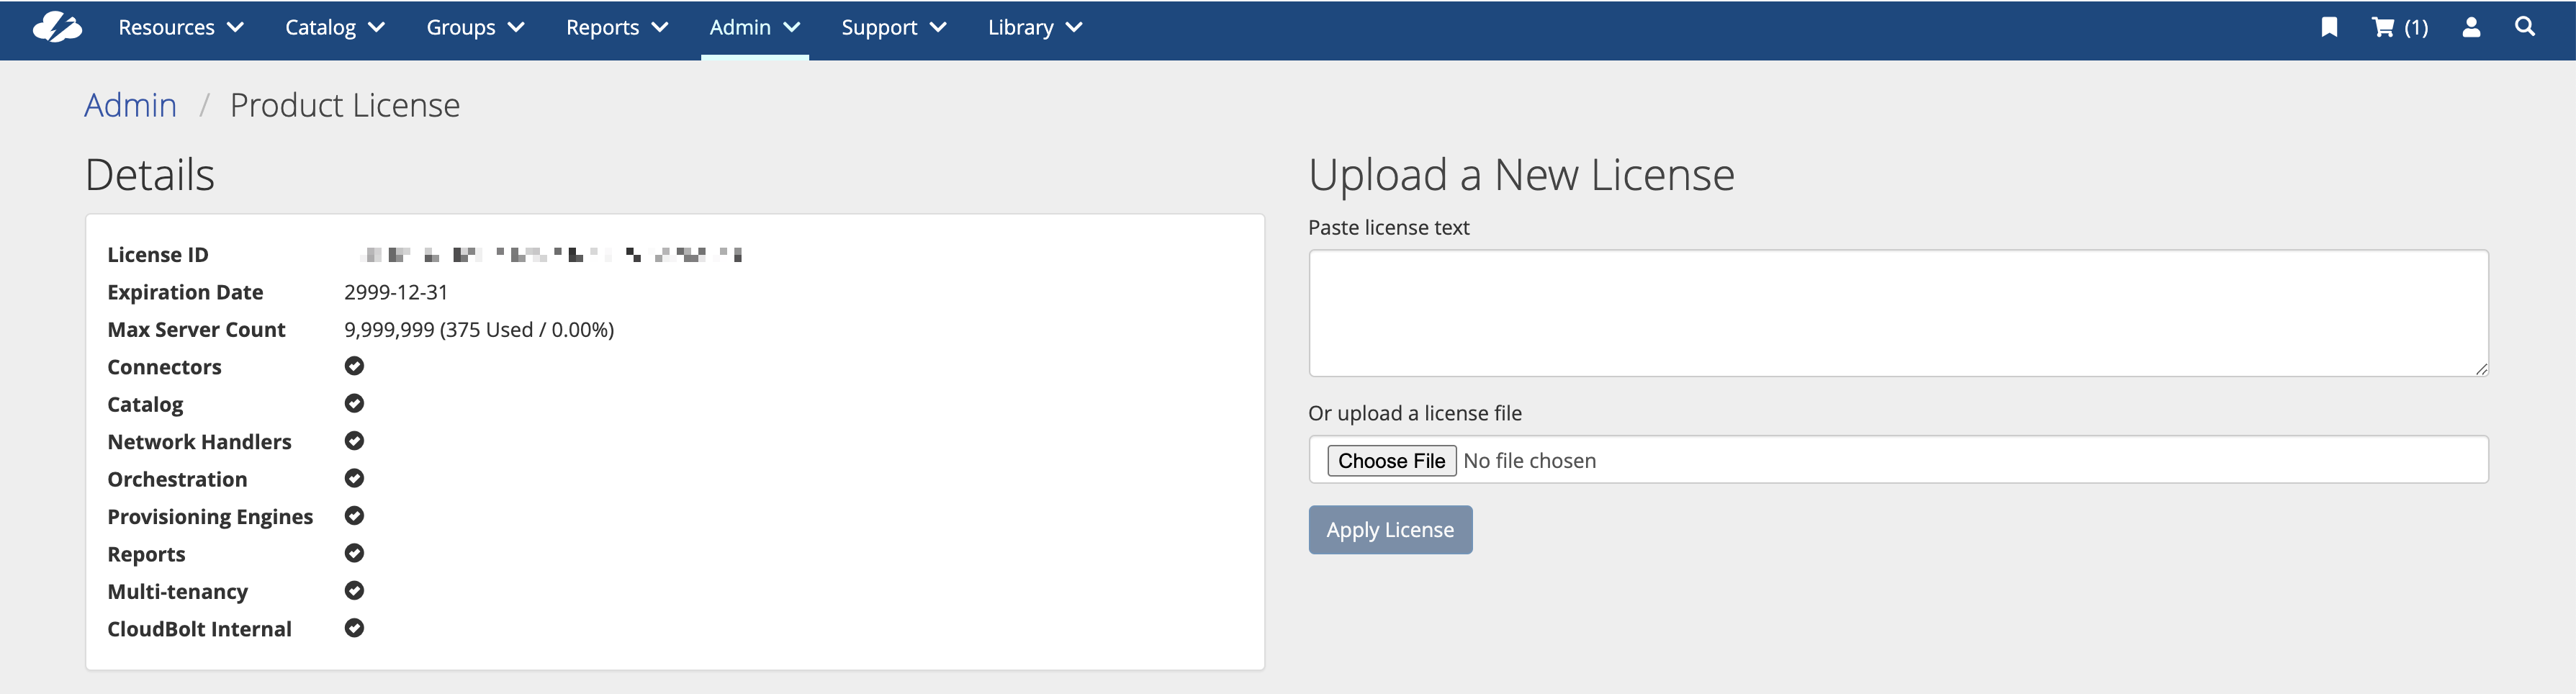 Resources Catalog Groups Reports Admin Support Library (1)
Admin / Product License
Details
License ID
Expiration Date 2999-12-31
Max Server Count 9,999,999 (375 Used / 0.00%)
Connectors
Catalog
Network Handlers
Orchestration
Provisioning Engines
Reports
Multi-tenancy
CloudBolt Internal
Upload a New License
Paste license text
Or upload a license file
Choose File No file chosen
Apply License